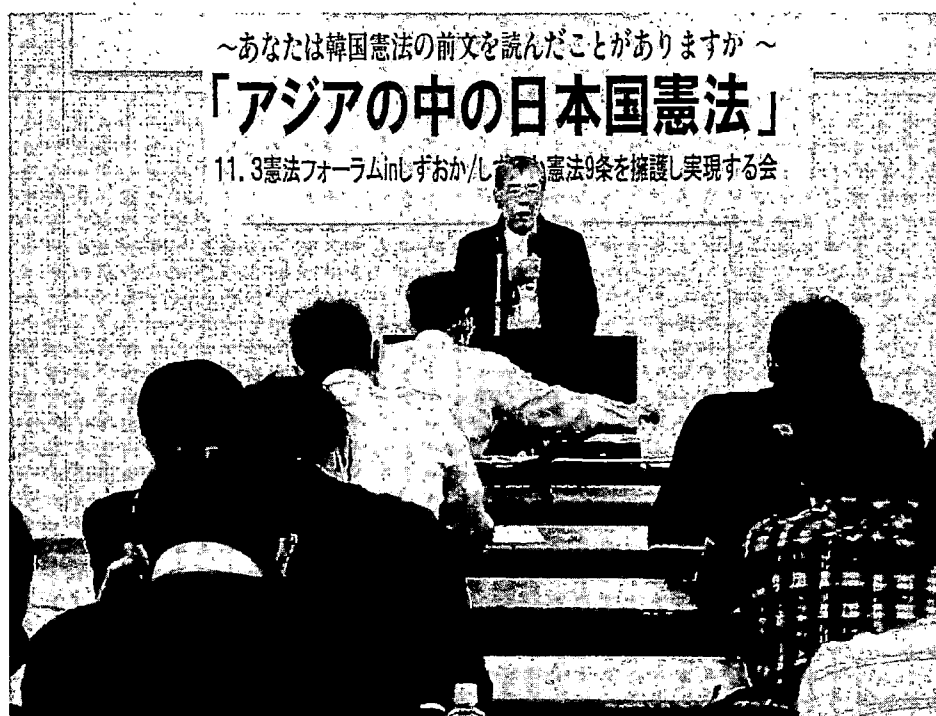 ～あなたは韓国憲法の前文を読んだことがありますか ～
「アジアの中の日本国憲法」
11. 3憲法フォーラムinしずおか/し 憲法9条を擁護し実現する会